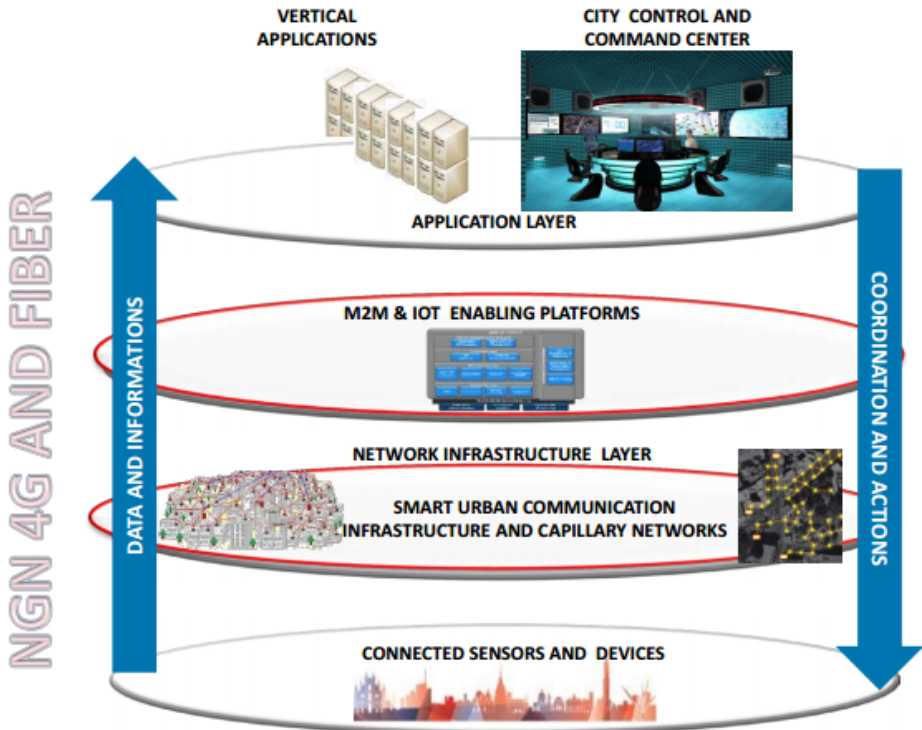 VERTICAL
APPLICATIONS
CITY CONTROL AND
COMMAND CENTER
APPLICATION LAYER
NGN 4G AND FIBER
DATA AND INFORMATIONS
COORDINATION AND ACTIONS
M2M & IOT ENABLING PLATFORMS
NETWORK INFRASTRUCTURE LAYER
SMART URBAN COMMUNICATION
INFRASTRUCTURE AND CAPILLARY NETWORKS
CONNECTED SENSORS AND DEVICES